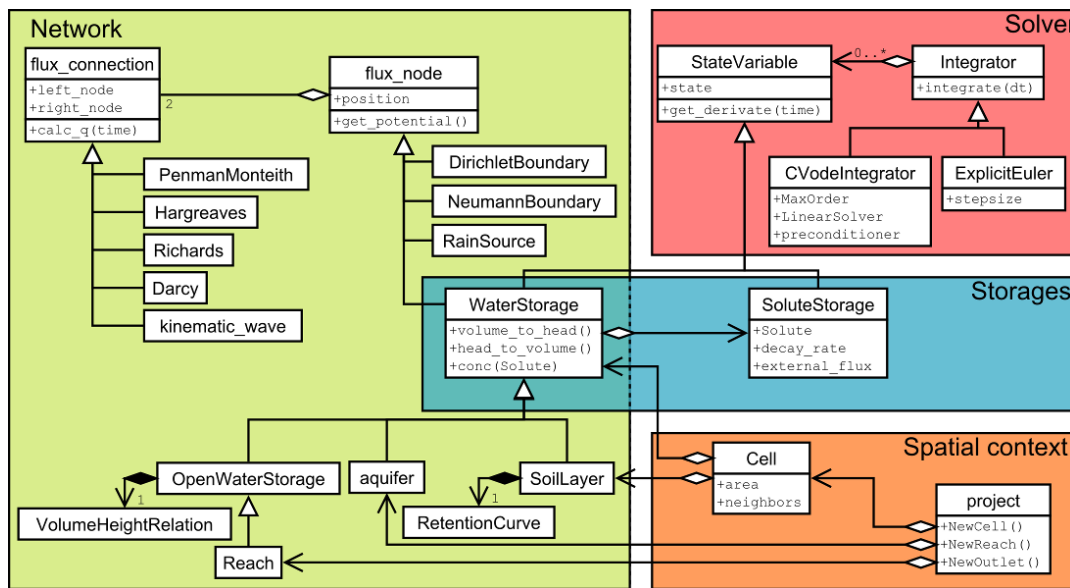 Network
flux_connection
+left_node
+right_node
+calc_q(time)
2
flux_node
+position
+get_potential()
PenmanMonteith
Hargreaves
Richards
Darcy
kinematic_wave
DirichletBoundary
NeumannBoundary
RainSource
Solver
StateVariable
+state
+get_derivate(time)
0..*
Integrator
+integrate(dt)
CVodeIntegrator
+MaxOrder
+LinearSolver
+preconditioner
ExplicitEuler
+stepsize
Storages
WaterStorage
+volume_to_head()
+head_to_volume()
+conc(Solute)
SoluteStorage
+Solute
+decay_rate
+external_flux
OpenWaterStorage
1
VolumeHeightRelation
Reach
aquifer
SoilLayer
1
RetentionCurve
Spatial context
Cell
+area
+neighbors
project
+NewCell()
+NewReach()
+NewOutlet()